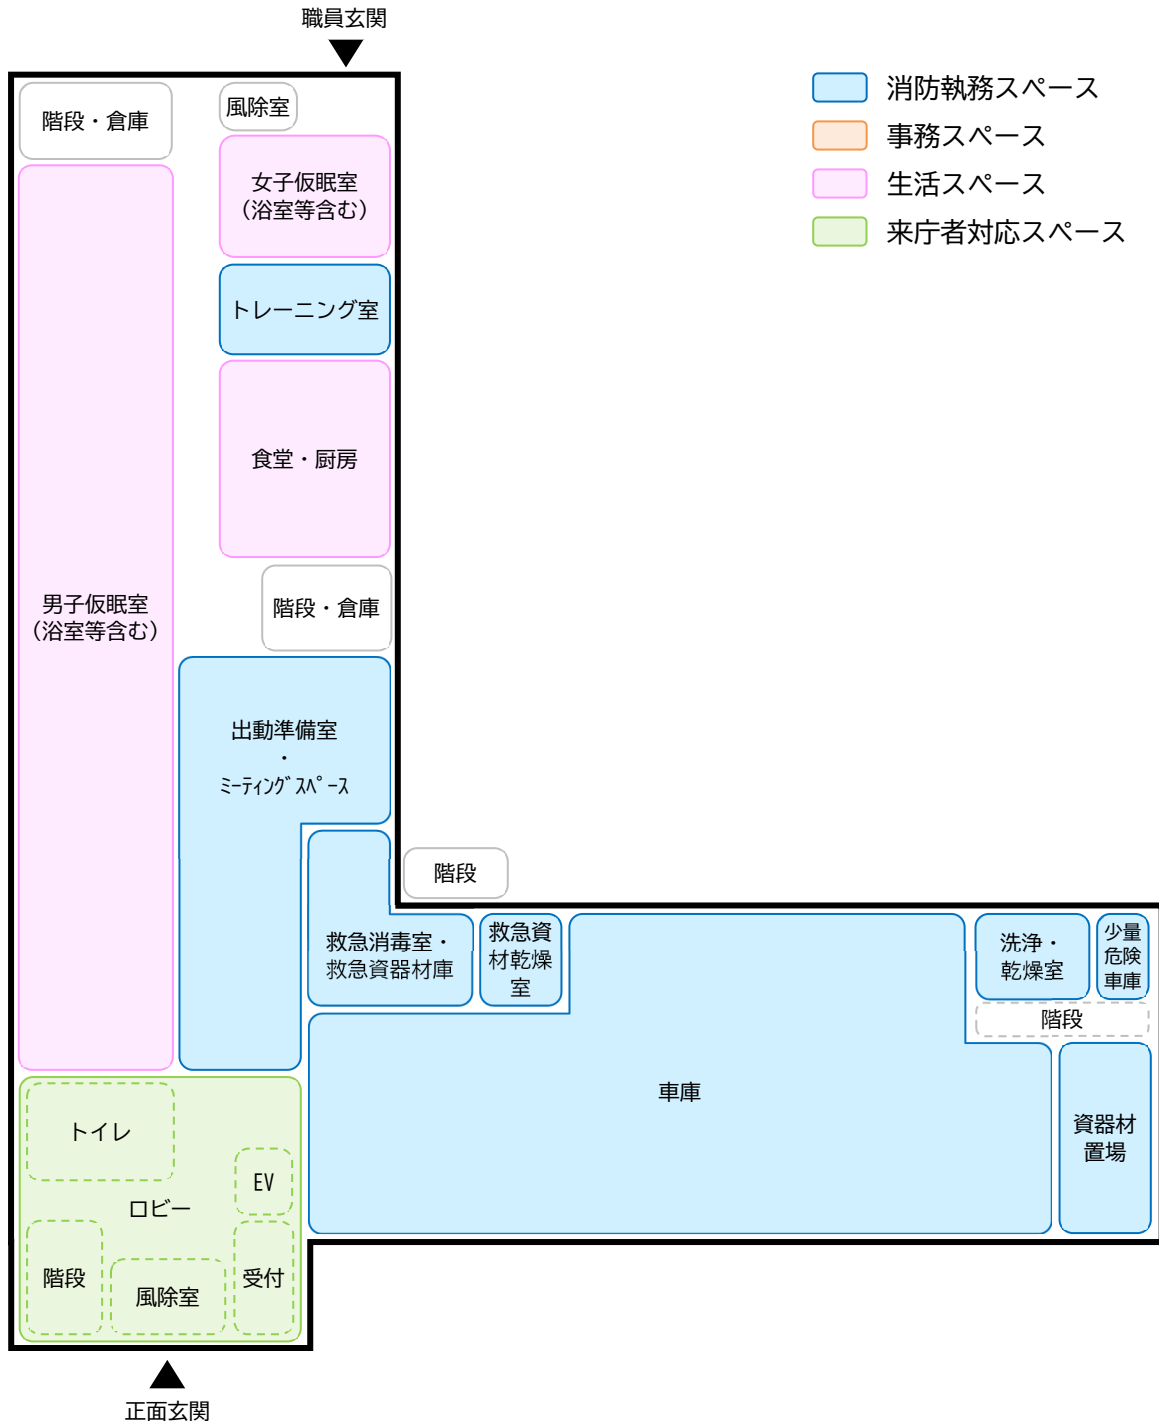 職員玄関
階段・倉庫
風除室
女子仮眠室
（浴室等含む）
トレーニング室
食堂・厨房
階段・倉庫
男子仮眠室
（浴室等含む）
出動準備室
・
ﾐｰﾃｨﾝｸﾞｽﾍﾟｰｽ
階段
救急消毒室・
救急資器材庫
救急資
材乾燥
室
洗浄・
乾燥室
少量
危険
車庫
階段
車庫
資器材
置場
トイレ
EV
ロビー
階段
風除室
受付
正面玄関
消防執務スペース
事務スペース
生活スペース
来庁者対応スペース